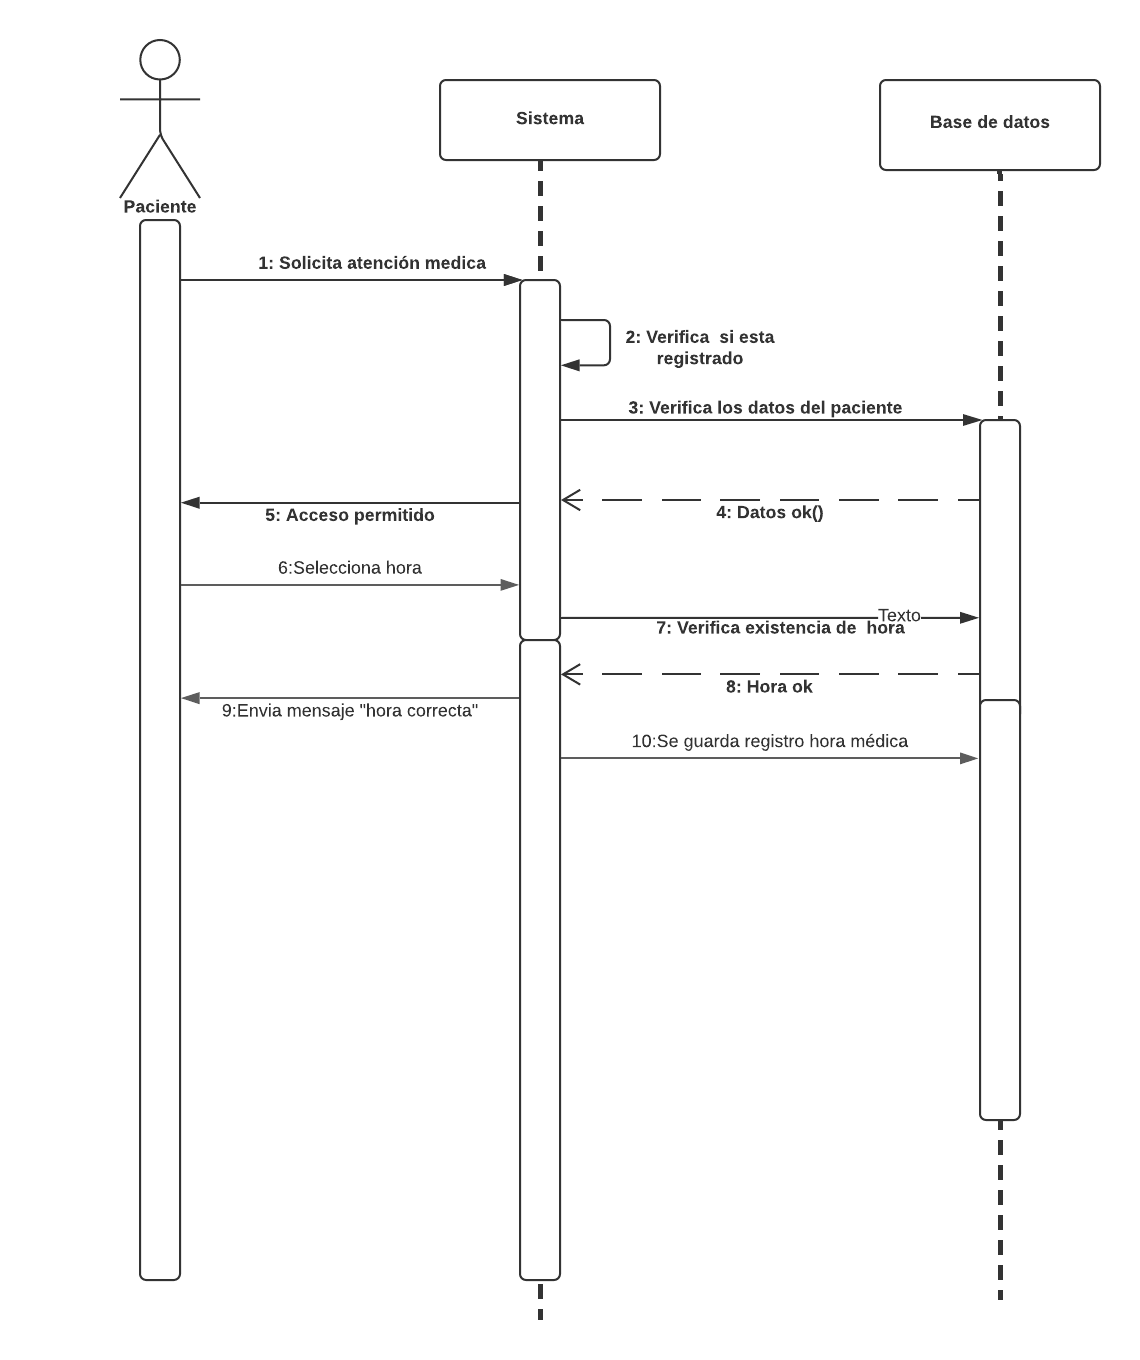 Sistema
Base de datos
Paciente
1: Solicita atención medica
2: Verifica  si esta
registrado
3: Verifica los datos del paciente
4: Datos ok()
5: Acceso permitido
6:Selecciona hora
Texto
7: Verifica existencia de  hora
8: Hora ok
9:Envia mensaje "hora correcta"
10:Se guarda registro hora médica